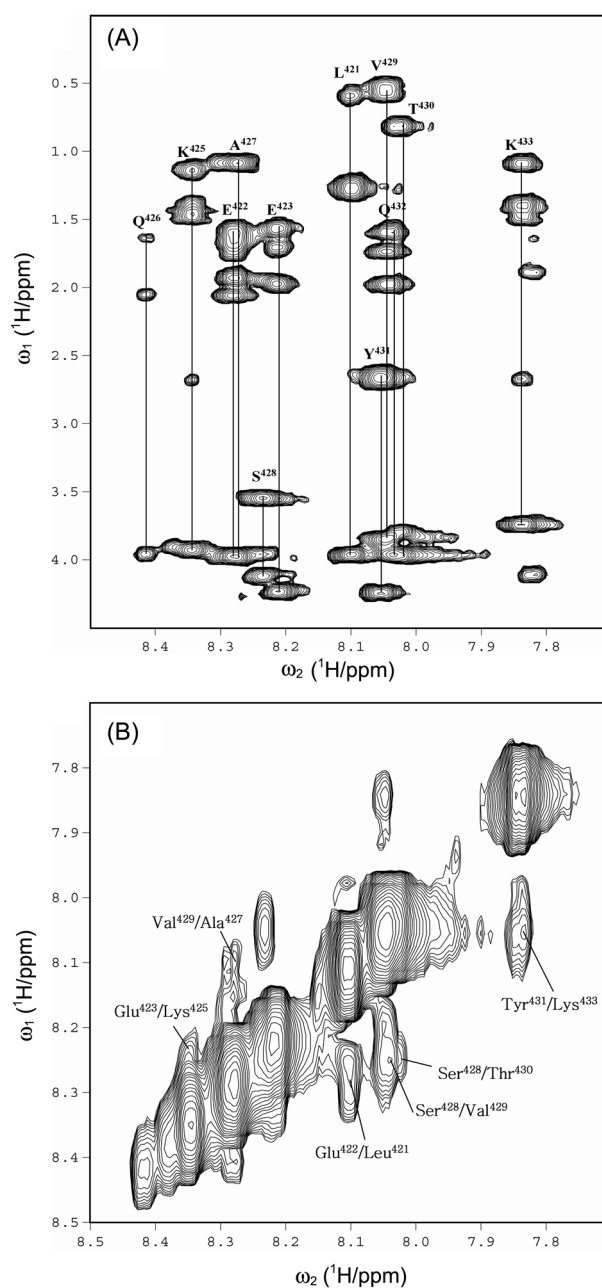 (A)
L⁴²¹
V⁴²⁹
T⁴³⁰
K⁴²⁵
A⁴²⁷
K⁴³³
Q⁴²⁶
E⁴²²
E⁴²³
Q⁴³²
Y⁴³¹
S⁴²⁸
0.5
1.0
1.5
2.0
2.5
3.0
3.5
4.0
ω₁ (¹H/ppm)
8.4 8.3 8.2 8.1 8.0 7.9 7.8
ω₂ (¹H/ppm)
(B)
7.8
7.9
8.0
8.1
8.2
8.3
8.4
8.5
ω₁ (¹H/ppm)
Val⁴²⁹/Ala⁴²⁷
Glu⁴²³/Lys⁴²⁵
Tyr⁴³¹/Lys⁴³³
Ser⁴²⁸/Thr⁴³⁰
Ser⁴²⁸/Val⁴²⁹
Glu⁴²²/Leu⁴²¹
8.5 8.4 8.3 8.2 8.1 8.0 7.9 7.8
ω₂ (¹H/ppm)